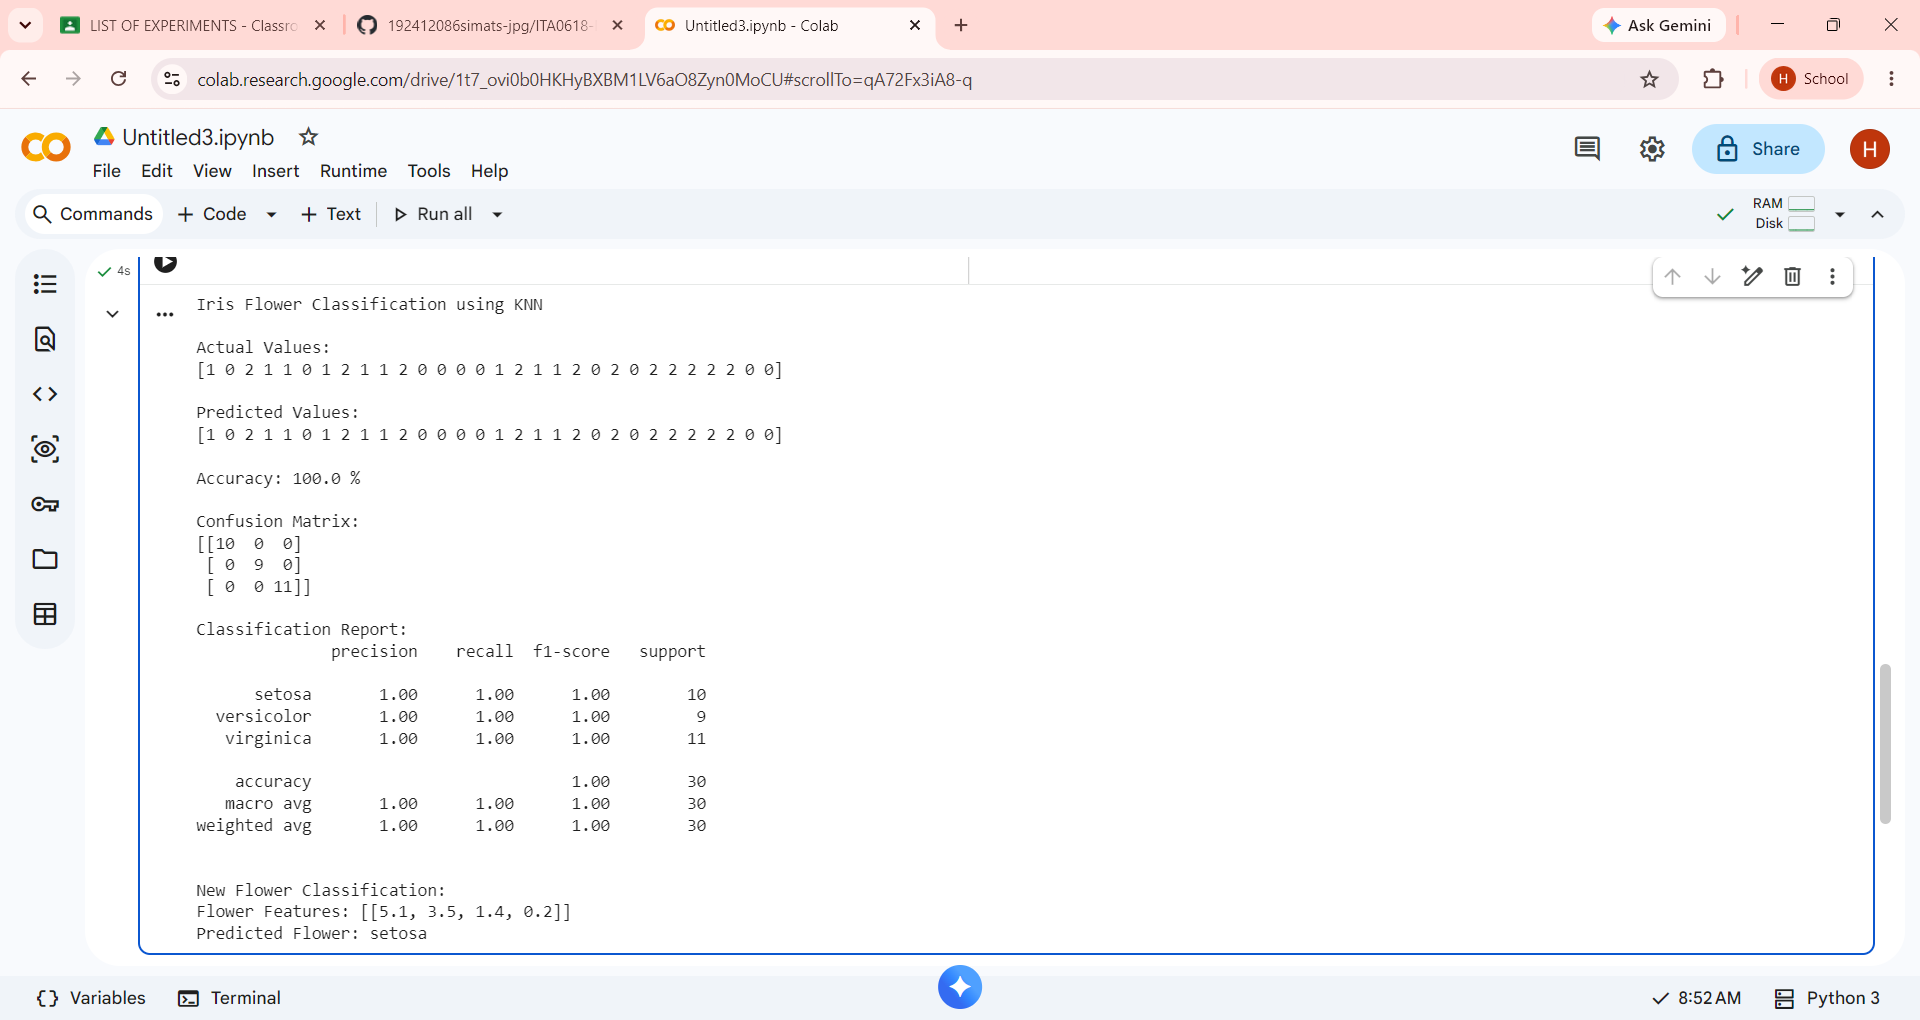 LIST OF EXPERIMENTS - Classro
192412086simats-jpg/ITA0618-
Untitled3.ipynb - Colab
Ask Gemini
colab.research.google.com/drive/1t7_ovi0b0HKHyBXBM1LV6aO8Zyn0MoCU#scrollTo=qA72Fx3iA8-q
H School
CO Untitled3.ipynb
File Edit View Insert Runtime Tools Help
Share
H
Commands + Code + Text Run all
RAM
Disk
4s
Iris Flower Classification using KNN
Actual Values:
[1 0 2 1 1 0 1 2 1 1 2 0 0 0 0 1 2 1 1 2 0 2 0 2 2 2 2 2 0 0]
Predicted Values:
[1 0 2 1 1 0 1 2 1 1 2 0 0 0 0 1 2 1 1 2 0 2 0 2 2 2 2 2 0 0]
Accuracy: 100.0 %
Confusion Matrix:
[[10  0  0]
 [ 0  9  0]
 [ 0  0 11]]
Classification Report:
              precision    recall  f1-score   support
      setosa       1.00      1.00      1.00        10
  versicolor       1.00      1.00      1.00         9
   virginica       1.00      1.00      1.00        11
    accuracy                           1.00        30
   macro avg       1.00      1.00      1.00        30
weighted avg       1.00      1.00      1.00        30
New Flower Classification:
Flower Features: [[5.1, 3.5, 1.4, 0.2]]
Predicted Flower: setosa
Variables Terminal
8:52 AM Python 3